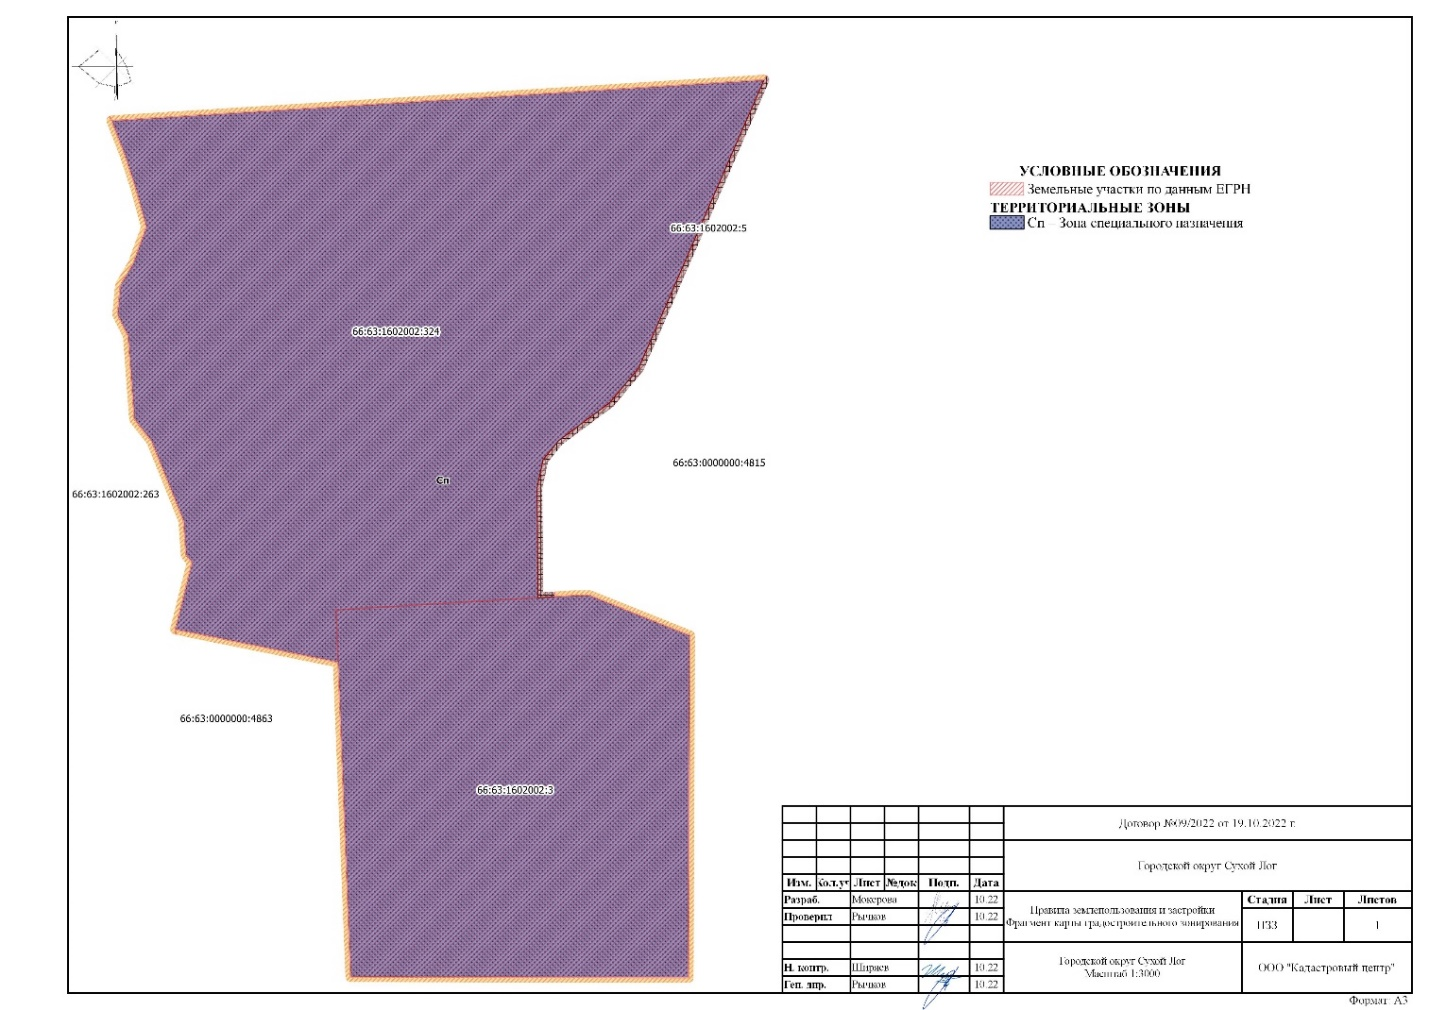 УСЛОВНЫЕ ОБОЗНАЧЕНИЯ
Земельные участки по данным ЕГРН
ТЕРРИТОРИАЛЬНЫЕ ЗОНЫ
Сп – Зона специального назначения
66:63:1602002:5
66:63:1602002:324
66:63:0000000:4815
Сп
66:63:1602002:263
66:63:0000000:4863
66:63:1602002:3
Договор №09/2022 от 19.10.2022 г.
Городской округ Сухой Лог
Изм. Кол.уч Лист №док Подп. Дата
Разраб. Мокерова 10.22
Проверил Рычков 10.22
Н. контр. Ширяев 10.22
Ген. дир. Рычков 10.22
Правила землепользования и застройки
Фрагмент карты градостроительного зонирования
Стадия Лист Листов
ПЗЗ 1
Городской округ Сухой Лог
Масштаб 1:3000
ООО "Кадастровый центр"
Формат А3